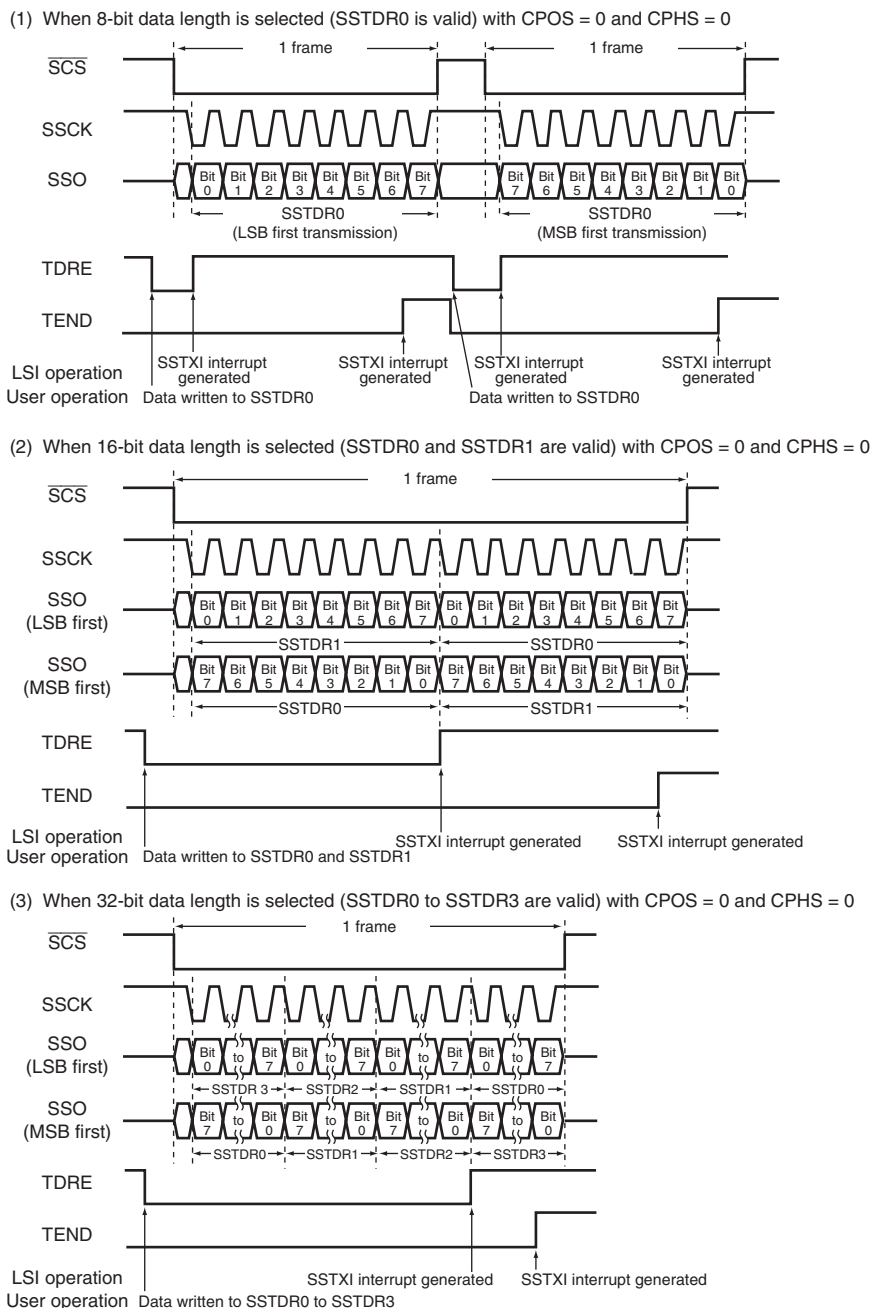 (1) When 8-bit data length is selected (SSTDR0 is valid) with CPOS = 0 and CPHS = 0
1 frame 1 frame
SCS
SSCK
SSO Bit 0 Bit 1 Bit 2 Bit 3 Bit 4 Bit 5 Bit 6 Bit 7 Bit 7 Bit 6 Bit 5 Bit 4 Bit 3 Bit 2 Bit 1 Bit 0
SSTDR0 SSTDR0
(LSB first transmission) (MSB first transmission)
TDRE
TEND
LSI operation SSTXI interrupt generated SSTXI interrupt generated SSTXI interrupt generated SSTXI interrupt generated
User operation Data written to SSTDR0 Data written to SSTDR0
(2) When 16-bit data length is selected (SSTDR0 and SSTDR1 are valid) with CPOS = 0 and CPHS = 0
1 frame
SCS
SSCK
SSO (LSB first) Bit 0 Bit 1 Bit 2 Bit 3 Bit 4 Bit 5 Bit 6 Bit 7 Bit 0 Bit 1 Bit 2 Bit 3 Bit 4 Bit 5 Bit 6 Bit 7
SSTDR1 SSTDR0
SSO (MSB first) Bit 7 Bit 6 Bit 5 Bit 4 Bit 3 Bit 2 Bit 1 Bit 0 Bit 7 Bit 6 Bit 5 Bit 4 Bit 3 Bit 2 Bit 1 Bit 0
SSTDR0 SSTDR1
TDRE
TEND
LSI operation SSTXI interrupt generated SSTXI interrupt generated
User operation Data written to SSTDR0 and SSTDR1
(3) When 32-bit data length is selected (SSTDR0 to SSTDR3 are valid) with CPOS = 0 and CPHS = 0
1 frame
SCS
SSCK
SSO (LSB first) Bit 0 to Bit 7 Bit 0 to Bit 7 Bit 0 to Bit 7 Bit 0 to Bit 7
SSTDR 3 SSTDR2 SSTDR1 SSTDR0
SSO (MSB first) Bit 7 to Bit 0 Bit 7 to Bit 0 Bit 7 to Bit 0 Bit 7 to Bit 0
SSTDR0 SSTDR1 SSTDR2 SSTDR3
TDRE
TEND
LSI operation SSTXI interrupt generated SSTXI interrupt generated
User operation Data written to SSTDR0 to SSTDR3